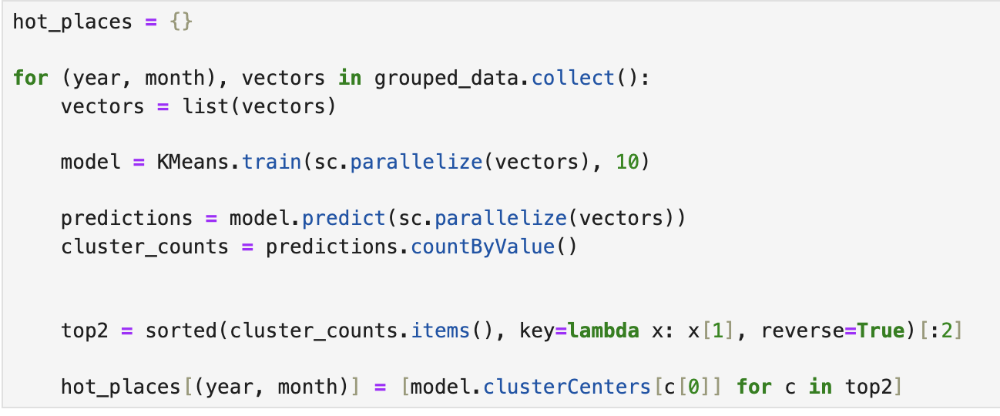 hot_places = {}
for (year, month), vectors in grouped_data.collect():
    vectors = list(vectors)
    model = KMeans.train(sc.parallelize(vectors), 10)
    predictions = model.predict(sc.parallelize(vectors))
    cluster_counts = predictions.countByValue()
    top2 = sorted(cluster_counts.items(), key=lambda x: x[1], reverse=True)[:2]
    hot_places[(year, month)] = [model.clusterCenters[c[0]] for c in top2]